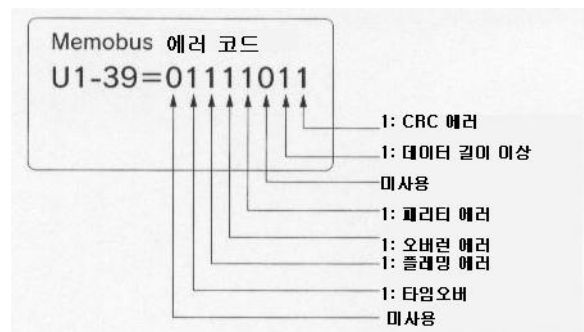 Memobus 에러 코드
U1-39=01111011
1: CRC 에러
1: 데이터 길이 이상
미사용
1: 패리티 에러
1: 오버런 에러
1: 플레밍 에러
1: 타임오버
미사용